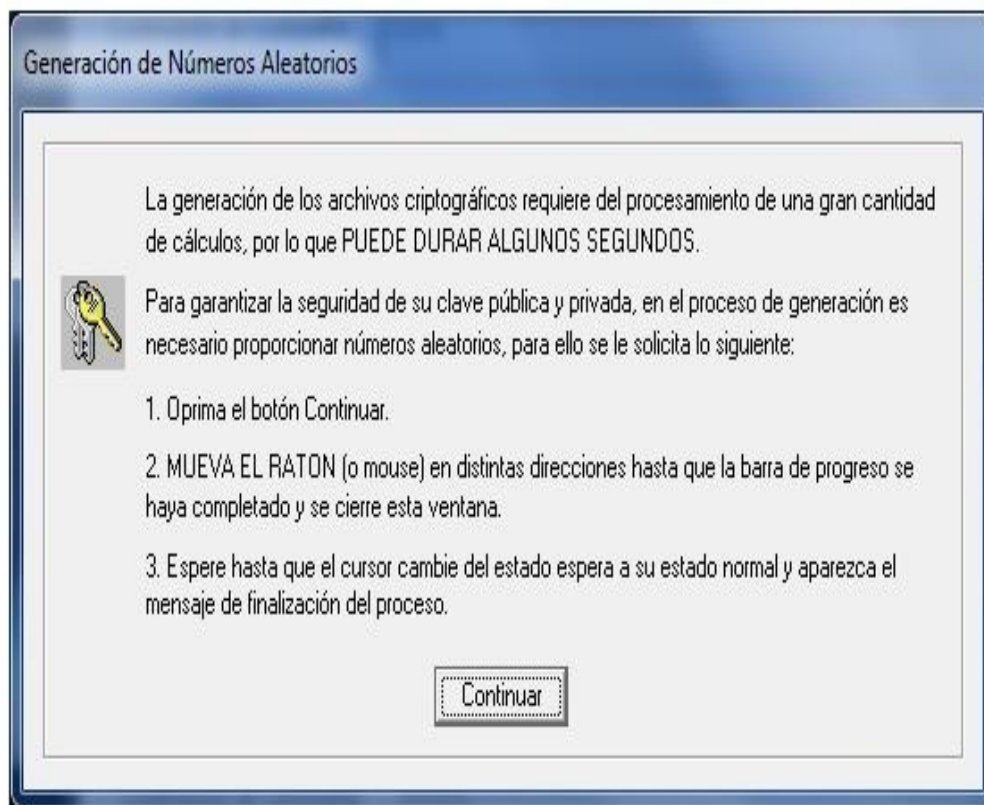 Generación de Números Aleatorios
La generación de los archivos criptográficos requiere del procesamiento de una gran cantidad
de cálculos, por lo que PUEDE DURAR ALGUNOS SEGUNDOS.
Para garantizar la seguridad de su clave pública y privada, en el proceso de generación es
necesario proporcionar números aleatorios, para ello se le solicita lo siguiente:
1. Oprima el botón Continuar.
2. MUEVA EL RATON (o mouse) en distintas direcciones hasta que la barra de progreso se
haya completado y se cierre esta ventana.
3. Espere hasta que el cursor cambie del estado espera a su estado normal y aparezca el
mensaje de finalización del proceso.
Continuar